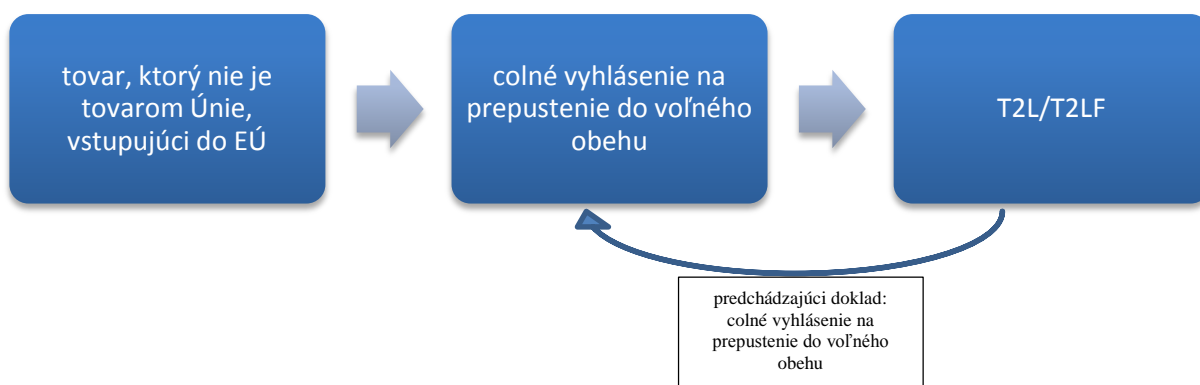 tovar, ktorý nie je
tovarom Únie,
vstupujúci do EÚ
colné vyhlásenie na
prepustenie do voľného
obehu
T2L/T2LF
predchádzajúci doklad:
colné vyhlásenie na
prepustenie do voľného
obehu